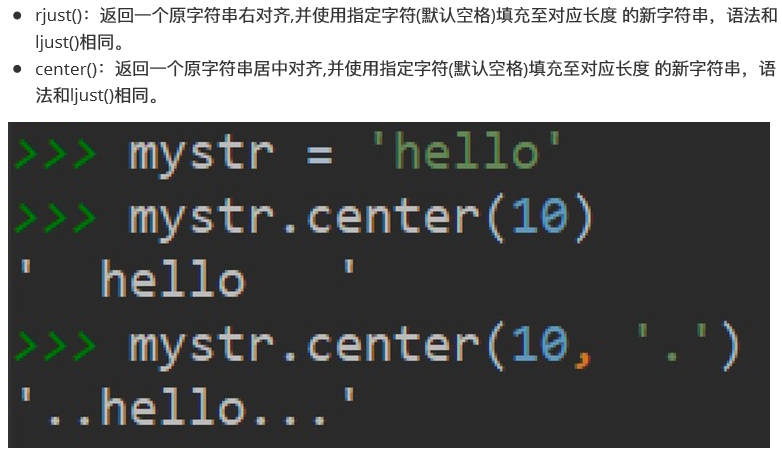 ● rjust()：返回一个原字符串右对齐,并使用指定字符(默认空格)填充至对应长度 的新字符串，语法和
ljust()相同。
● center()：返回一个原字符串居中对齐,并使用指定字符(默认空格)填充至对应长度 的新字符串，语
法和ljust()相同。
>>> mystr = 'hello'
>>> mystr.center(10)
'  hello   '
>>> mystr.center(10, '.')
'..hello...'